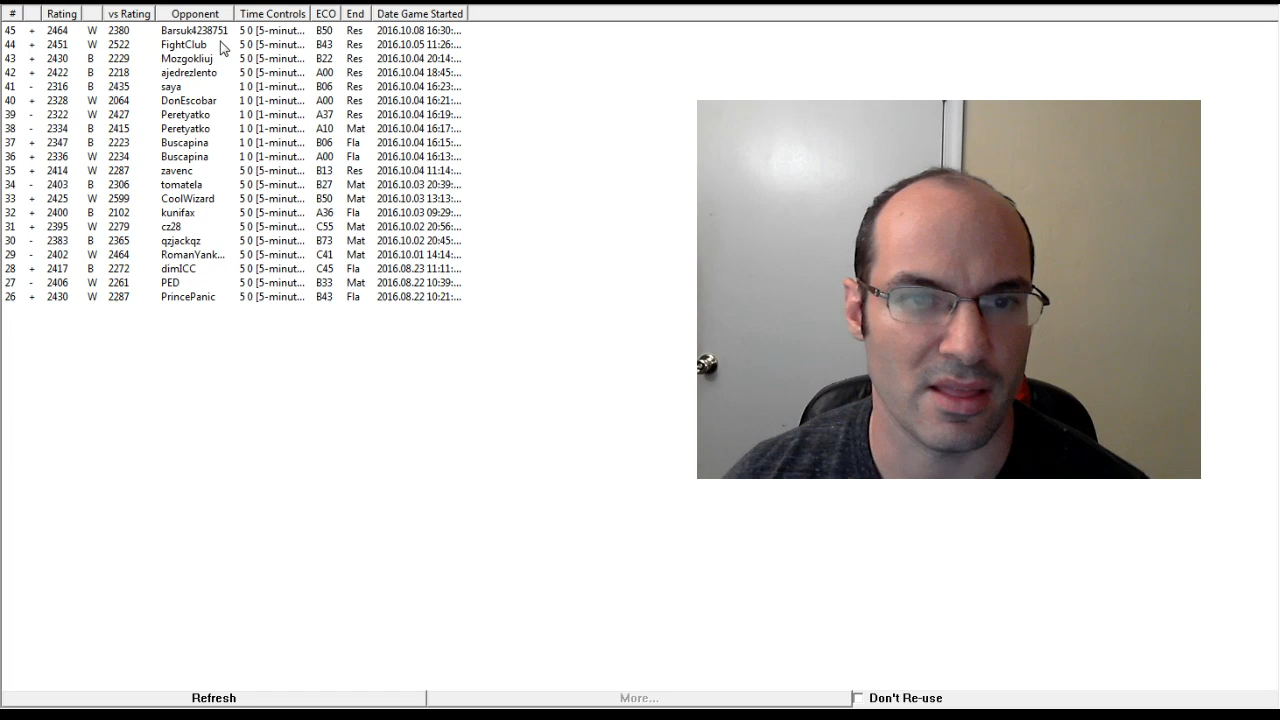 # Rating vs Rating Opponent Time Controls ECO End Date Game Started
45 + 2464 W 2380 Barsuk4238751 5 0 [5-minut... B50 Res 2016.10.08 16:30:...
44 + 2451 W 2522 FightClub 5 0 [5-minut... B43 Res 2016.10.05 11:26:...
43 + 2430 B 2229 Mozgokliuj 5 0 [5-minut... B22 Res 2016.10.04 20:14:...
42 + 2422 B 2218 ajedrezlento 5 0 [5-minut... A00 Res 2016.10.04 18:45:...
41 - 2316 B 2435 saya 1 0 [1-minut... B06 Res 2016.10.04 16:23:...
40 + 2328 W 2064 DonEscobar 1 0 [1-minut... A00 Res 2016.10.04 16:21:...
39 - 2322 W 2427 Peretyatko 1 0 [1-minut... A37 Res 2016.10.04 16:19:...
38 - 2334 B 2415 Peretyatko 1 0 [1-minut... A10 Mat 2016.10.04 16:17:...
37 + 2347 B 2223 Buscapina 1 0 [1-minut... B06 Fla 2016.10.04 16:15:...
36 + 2336 W 2234 Buscapina 1 0 [1-minut... A00 Fla 2016.10.04 16:13:...
35 + 2414 W 2287 zavenc 5 0 [5-minut... B13 Res 2016.10.04 11:14:...
34 - 2403 B 2306 tomatela 5 0 [5-minut... B27 Mat 2016.10.03 20:39:...
33 + 2425 W 2599 CoolWizard 5 0 [5-minut... B50 Mat 2016.10.03 13:13:...
32 + 2400 B 2102 kunifax 5 0 [5-minut... A36 Fla 2016.10.03 09:29:...
31 + 2395 W 2279 cz28 5 0 [5-minut... C55 Mat 2016.10.02 20:56:...
30 - 2383 B 2365 qzjackqz 5 0 [5-minut... B73 Mat 2016.10.02 20:45:...
29 - 2402 W 2464 RomanYank... 5 0 [5-minut... C41 Mat 2016.10.01 14:14:...
28 + 2417 B 2272 dimICC 5 0 [5-minut... C45 Fla 2016.08.23 11:11:...
27 - 2406 W 2261 PED 5 0 [5-minut... B33 Mat 2016.08.22 10:39:...
26 + 2430 W 2287 PrincePanic 5 0 [5-minut... B43 Fla 2016.08.22 10:21:...
Refresh More... Don't Re-use